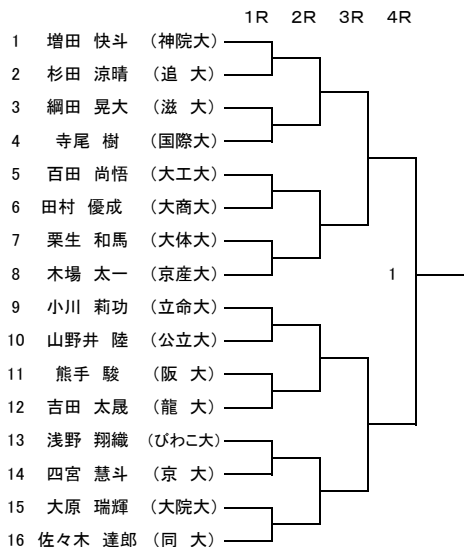 1R 2R 3R 4R
1 増田 快斗 (神院大)
2 杉田 涼晴 (追 大)
3 綱田 晃大 (滋 大)
4 寺尾 樹 (国際大)
5 百田 尚悟 (大工大)
6 田村 優成 (大商大)
7 栗生 和馬 (大体大)
8 木場 太一 (京産大) 1
9 小川 莉功 (立命大)
10 山野井 陸 (公立大)
11 熊手 駿 (阪 大)
12 吉田 太晟 (龍 大)
13 浅野 翔織 (びわこ大)
14 四宮 慧斗 (京 大)
15 大原 瑞輝 (大院大)
16 佐々木 達郎 (同 大)